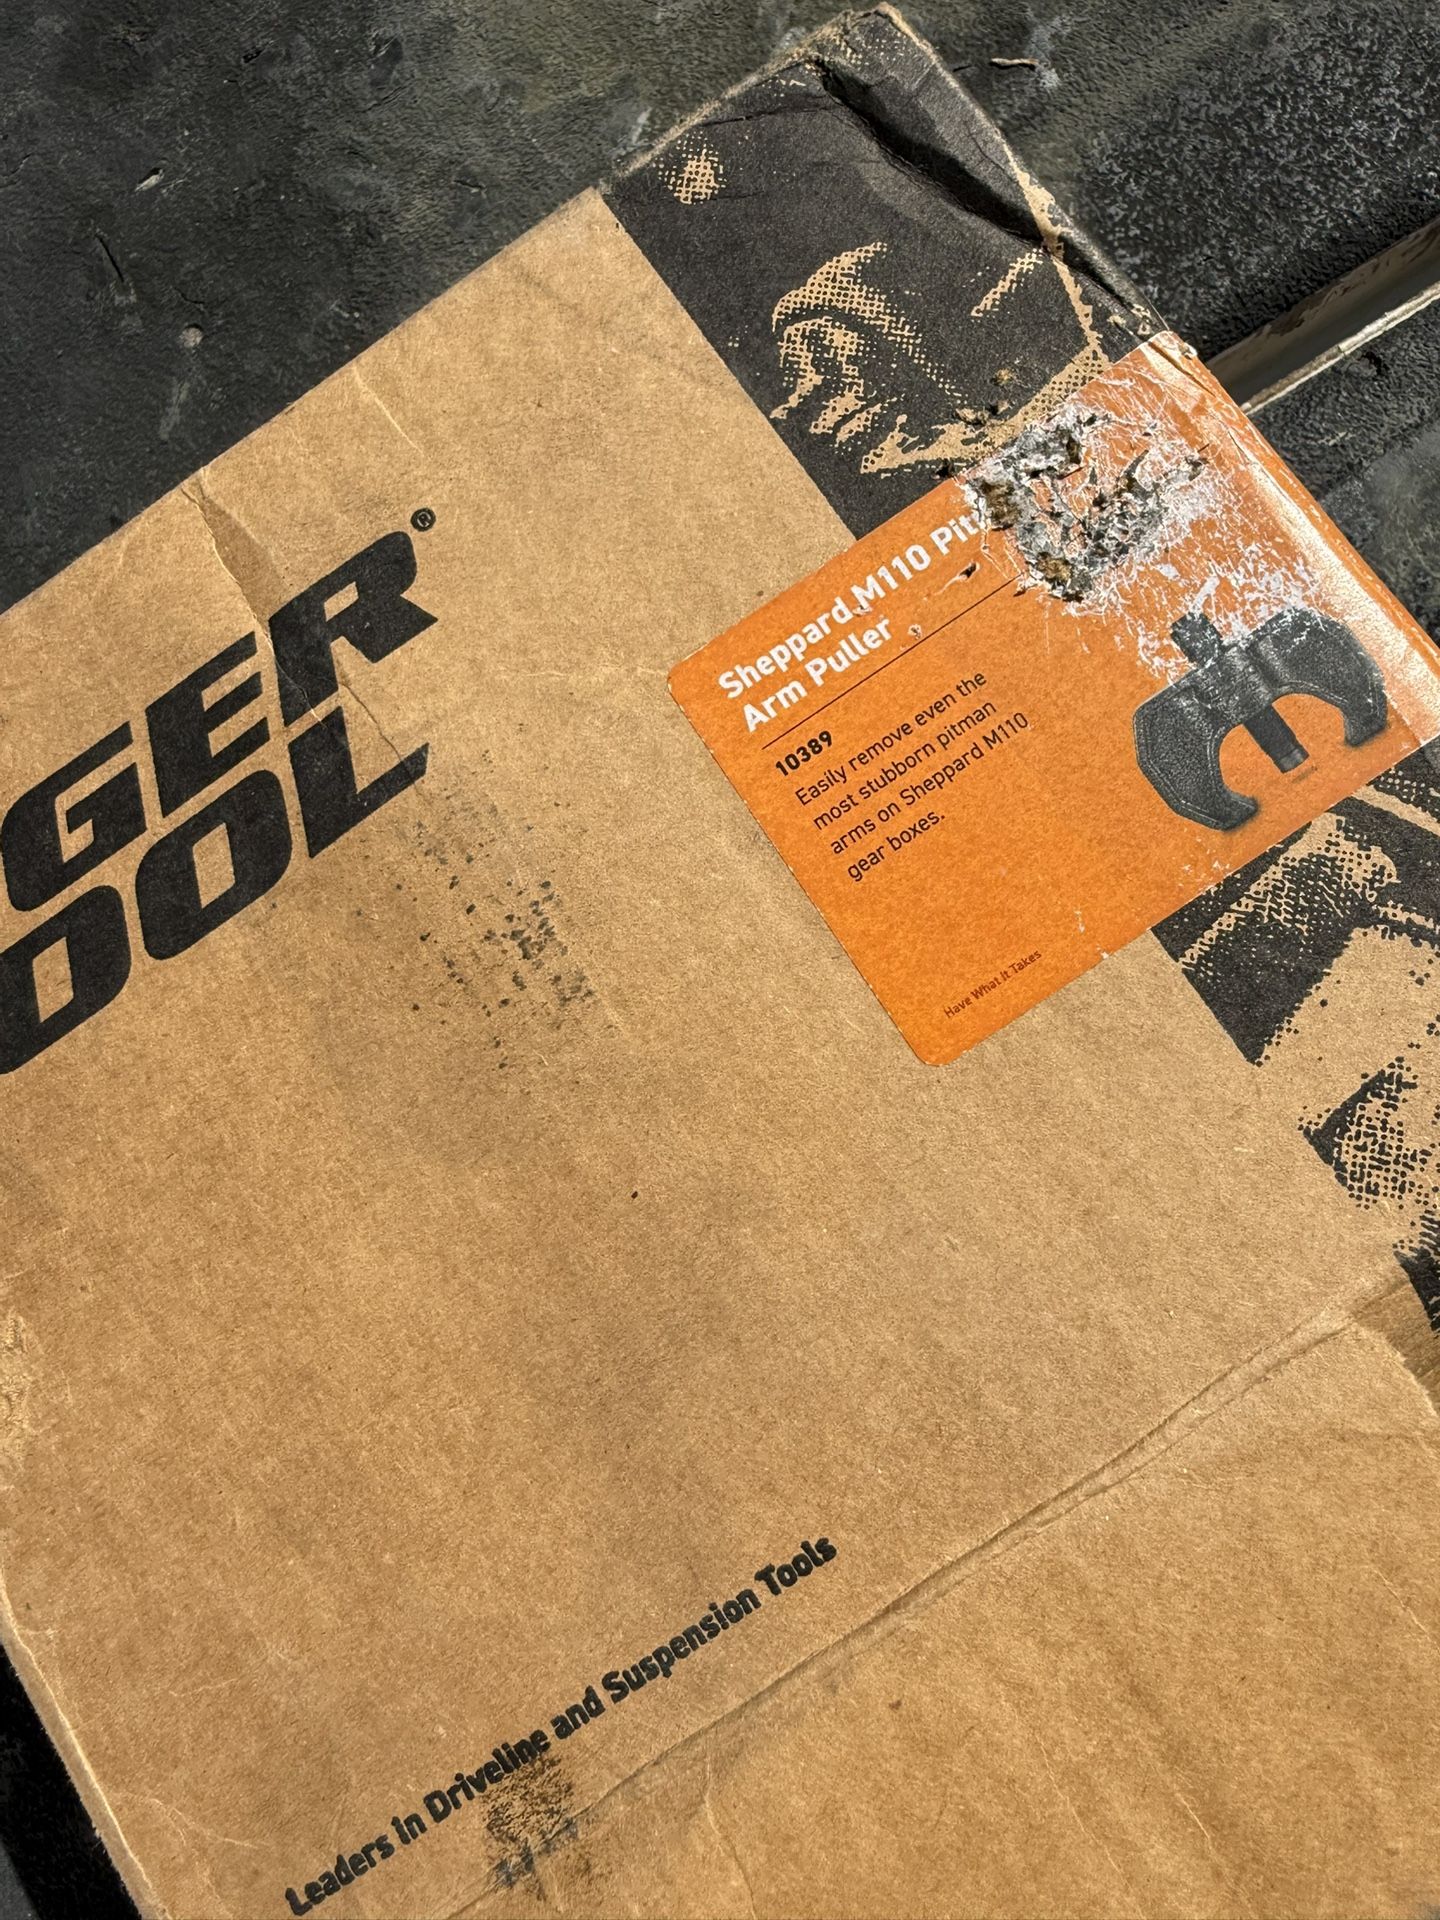 GER®
OOL
Sheppard M110 Pit
Arm Puller
10389
Easily remove even the
most stubborn pitman
arms on Sheppard M110
gear boxes.
Have What It Takes
Leaders in Driveline and Suspension Tools